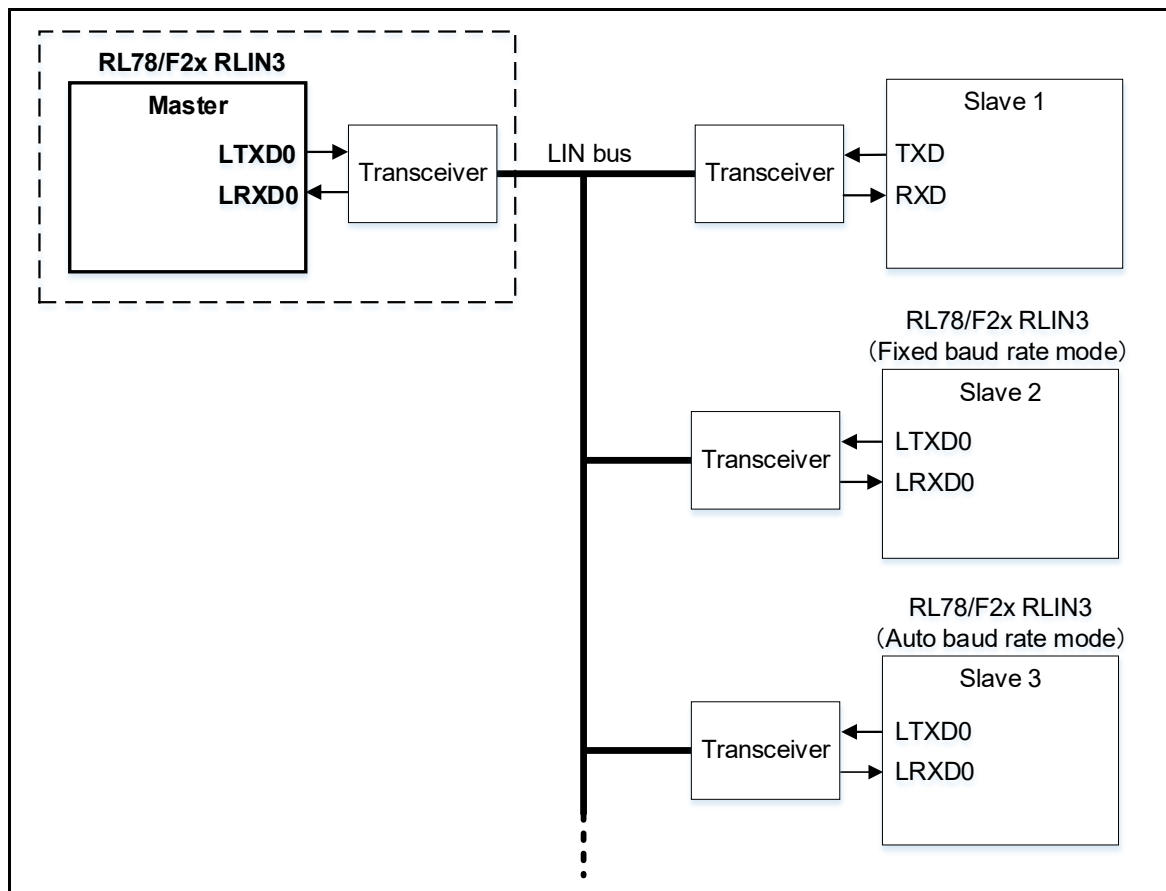 RL78/F2x RLIN3
Master
LTXD0
LRXD0
Transceiver
LIN bus
Transceiver
Slave 1
TXD
RXD
RL78/F2x RLIN3
（Fixed baud rate mode）
Slave 2
Transceiver
LTXD0
LRXD0
RL78/F2x RLIN3
（Auto baud rate mode）
Slave 3
Transceiver
LTXD0
LRXD0